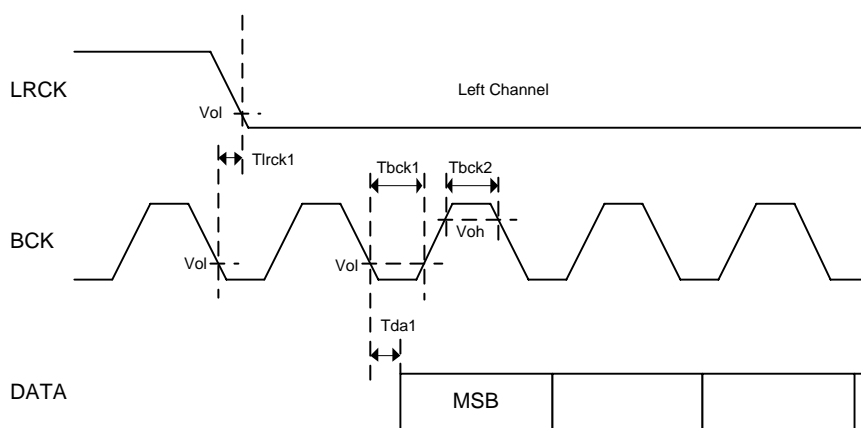 LRCK
Left Channel
Vol
Tlrck1
Tbck1
Tbck2
BCK
Voh
Vol
Vol
Tda1
DATA
MSB